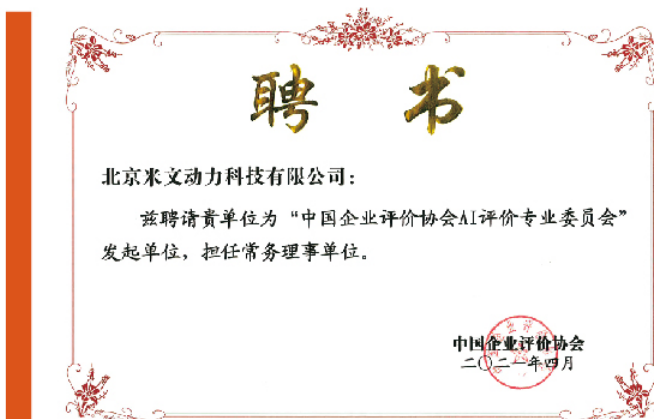 聘书
北京米文动力科技有限公司：
兹聘请贵单位为“中国企业评价协会AI评价专业委员会”
发起单位，担任常务理事单位。
中国企业评价协会
二〇二一年四月